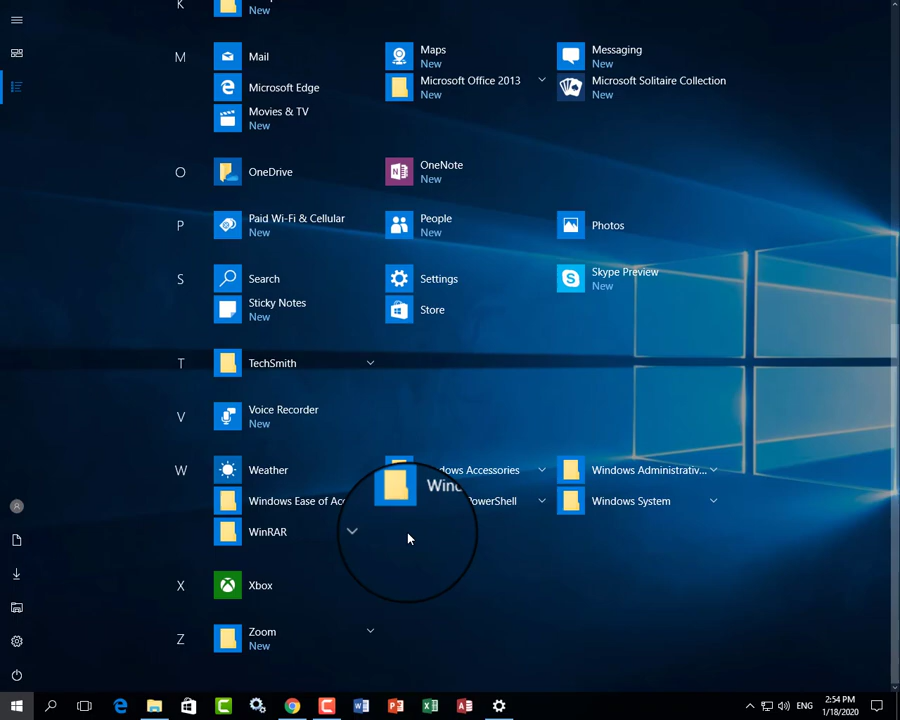 K
New
M
Mail
Maps
New
Messaging
New
Microsoft Edge
Microsoft Office 2013
New
Microsoft Solitaire Collection
New
Movies & TV
New
O
OneDrive
OneNote
New
P
Paid Wi-Fi & Cellular
New
People
New
Photos
S
Search
Settings
Skype Preview
New
Sticky Notes
New
Store
T
TechSmith
V
Voice Recorder
New
W
Weather
Accessories
Windows Administrativ...
Windows Ease of Acc
PowerShell
Windows System
WinRAR
X
Xbox
Z
Zoom
New
ENG
2:54 PM
1/18/2020